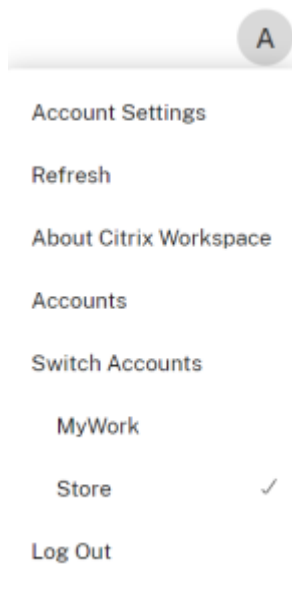 A
Account Settings
Refresh
About Citrix Workspace
Accounts
Switch Accounts
MyWork
Store
Log Out